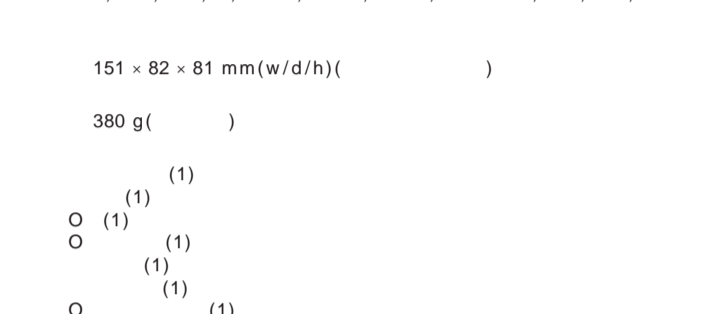 151 × 82 × 81 mm(w/d/h)( )
380 g( )
(1)
(1)
O (1)
O (1)
(1)
(1)
O (1)